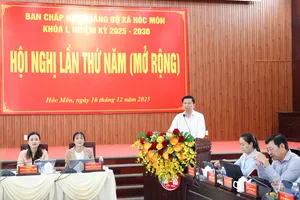 BAN CHẤP HÀNH ĐẢNG BỘ XÃ HÓC MÔN
KHÓA I, NHIỆM KỲ 2025 - 2030
HỘI NGHỊ LẦN THỨ NĂM (MỞ RỘNG)
Hóc Môn, ngày 16 tháng 12 năm 2025